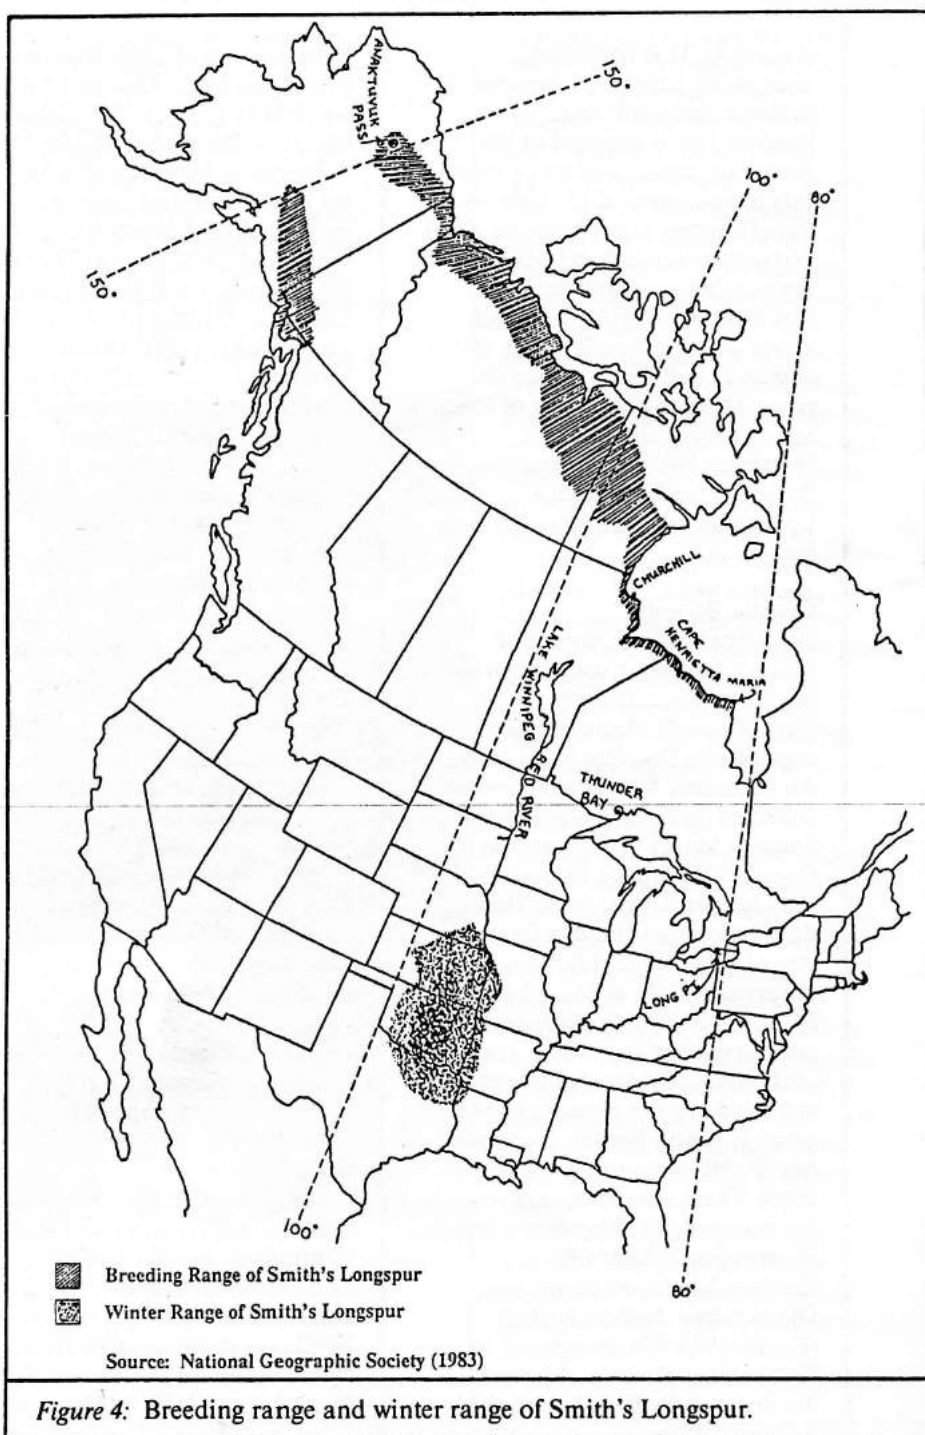 ANAKTUVUK
PASS
150°
100°
80°
150°
CHURCHILL
CAPE
HENRIETTA MARIA
LAKE WINNIPEG
RED RIVER
THUNDER
BAY
LONG PT.
100°
80°
Breeding Range of Smith's Longspur
Winter Range of Smith's Longspur
Source: National Geographic Society (1983)
Figure 4: Breeding range and winter range of Smith's Longspur.